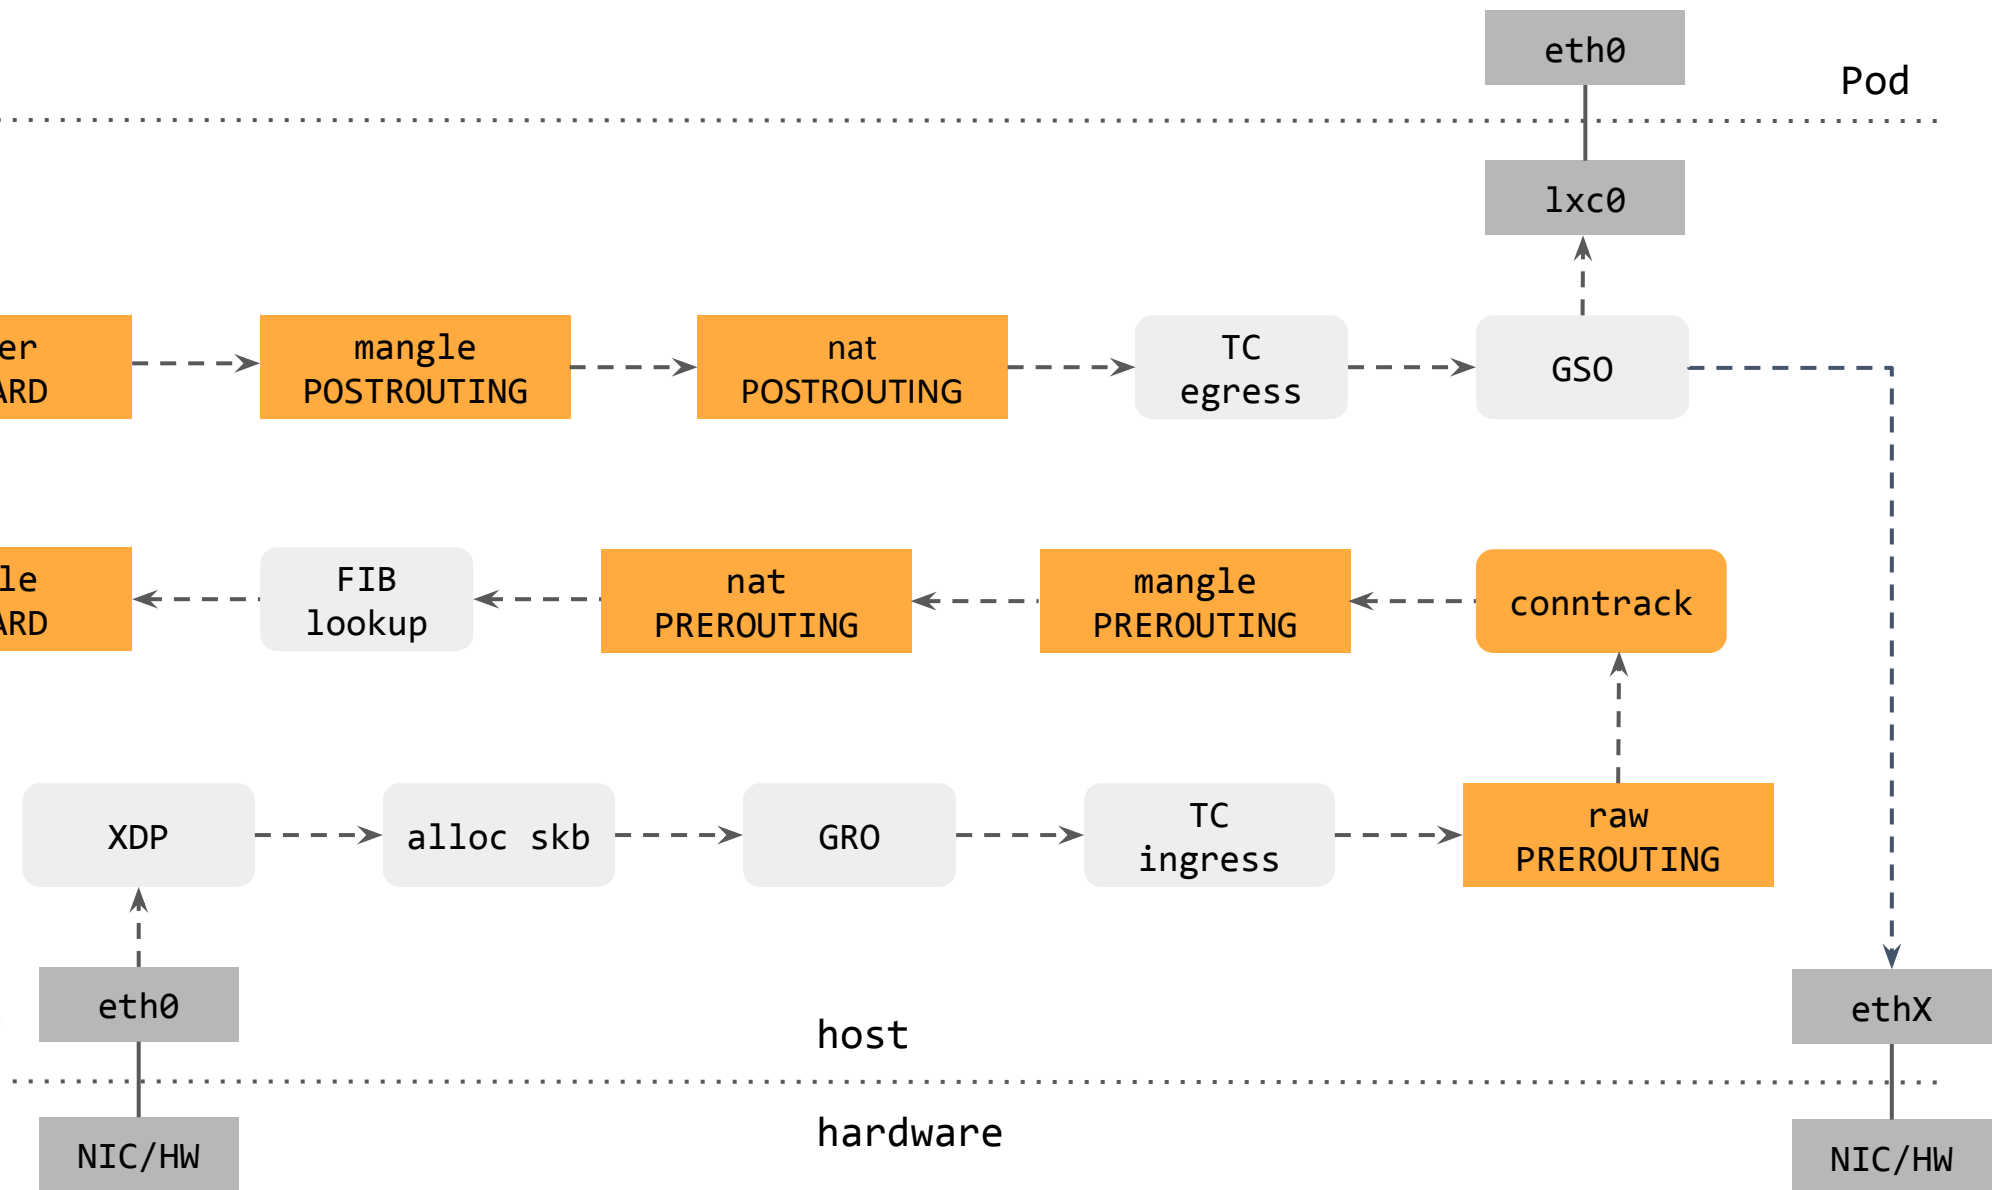 eth0
Pod
lxc0
er
ARD
mangle
POSTROUTING
nat
POSTROUTING
TC
egress
GSO
le
ARD
FIB
lookup
nat
PREROUTING
mangle
PREROUTING
conntrack
XDP
alloc skb
GRO
TC
ingress
raw
PREROUTING
eth0
host
ethX
NIC/HW
hardware
NIC/HW